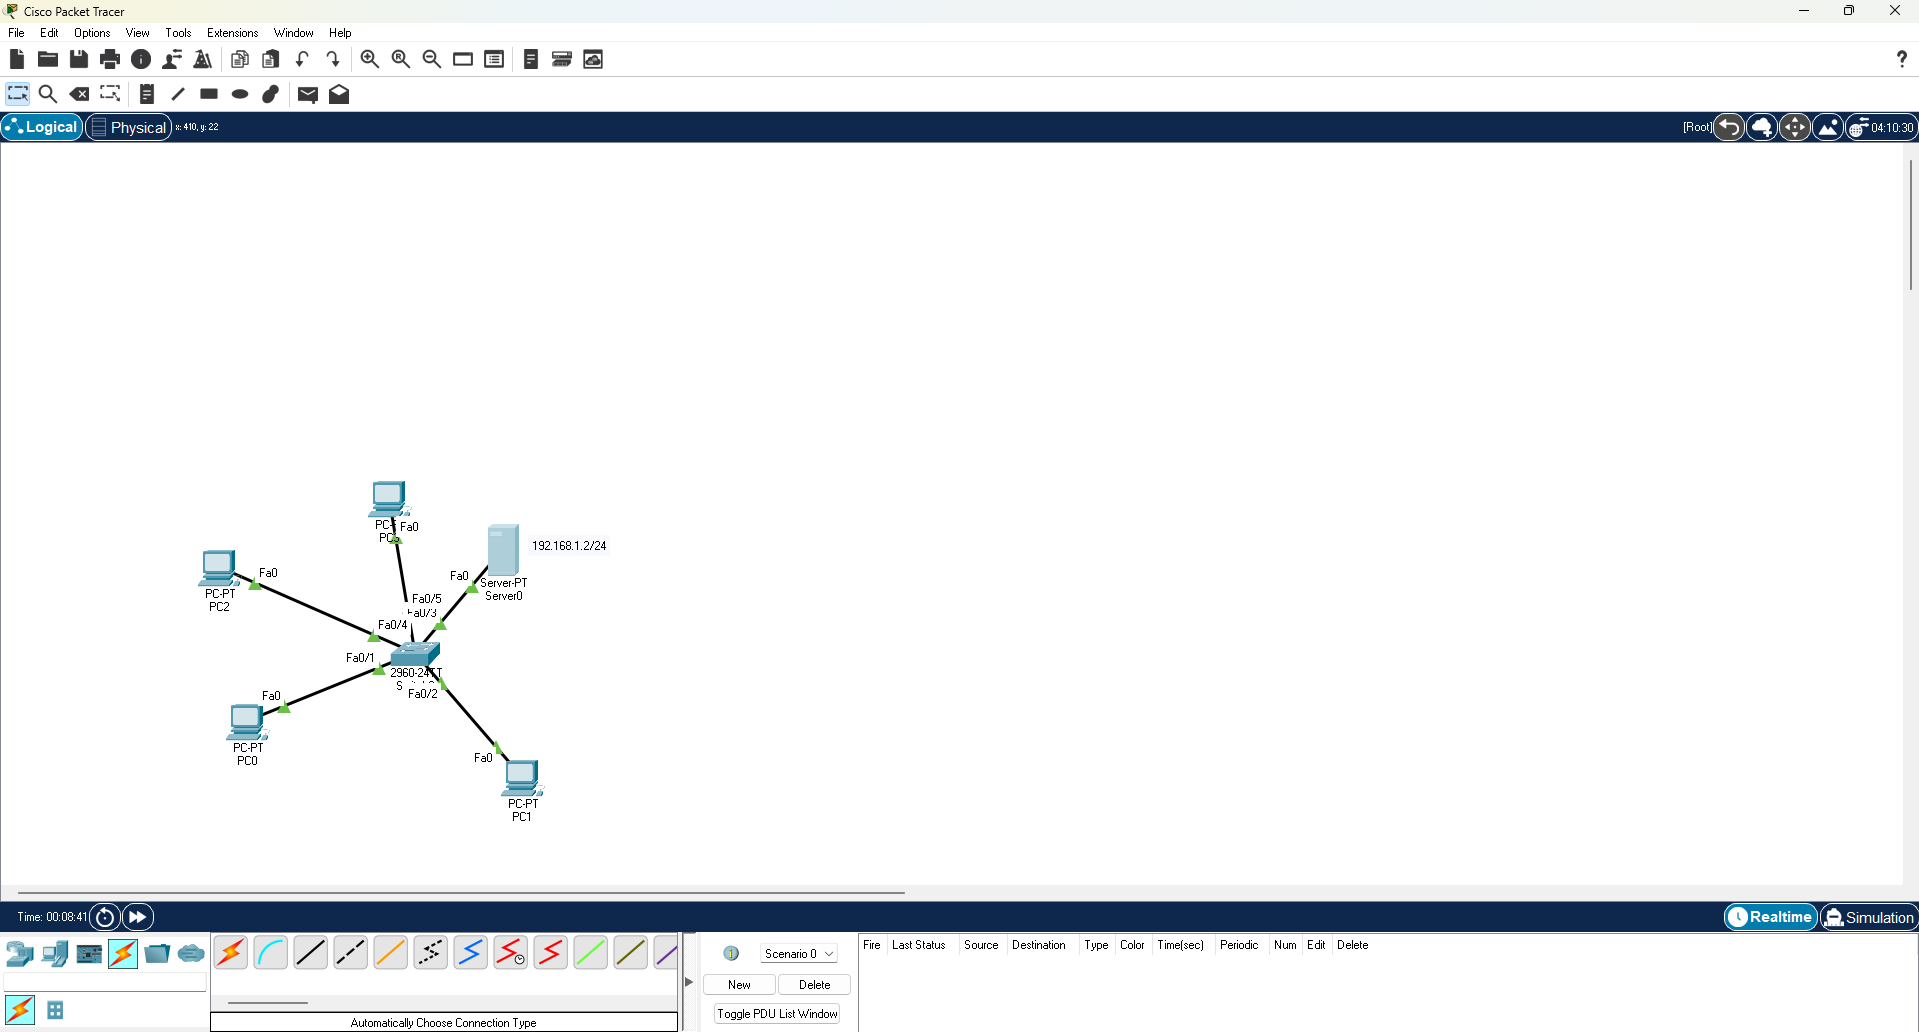 Cisco Packet Tracer
File Edit Options View Tools Extensions Window Help
Logical Physical x: 410, y: 22 [Root] 04:10:30
Fa0
192.168.1.2/24
Fa0
Fa0
Server-PT
Server0
PC-PT
PC2
Fa0/5
Fa0/3
Fa0/4
Fa0/1
2960-24TT
Fa0/2
Fa0
PC-PT
PC0
Fa0
PC-PT
PC1
Time: 00:08:41 Realtime Simulation
Scenario 0
New Delete
Toggle PDU List Window
Fire Last Status Source Destination Type Color Time(sec) Periodic Num Edit Delete
Automatically Choose Connection Type